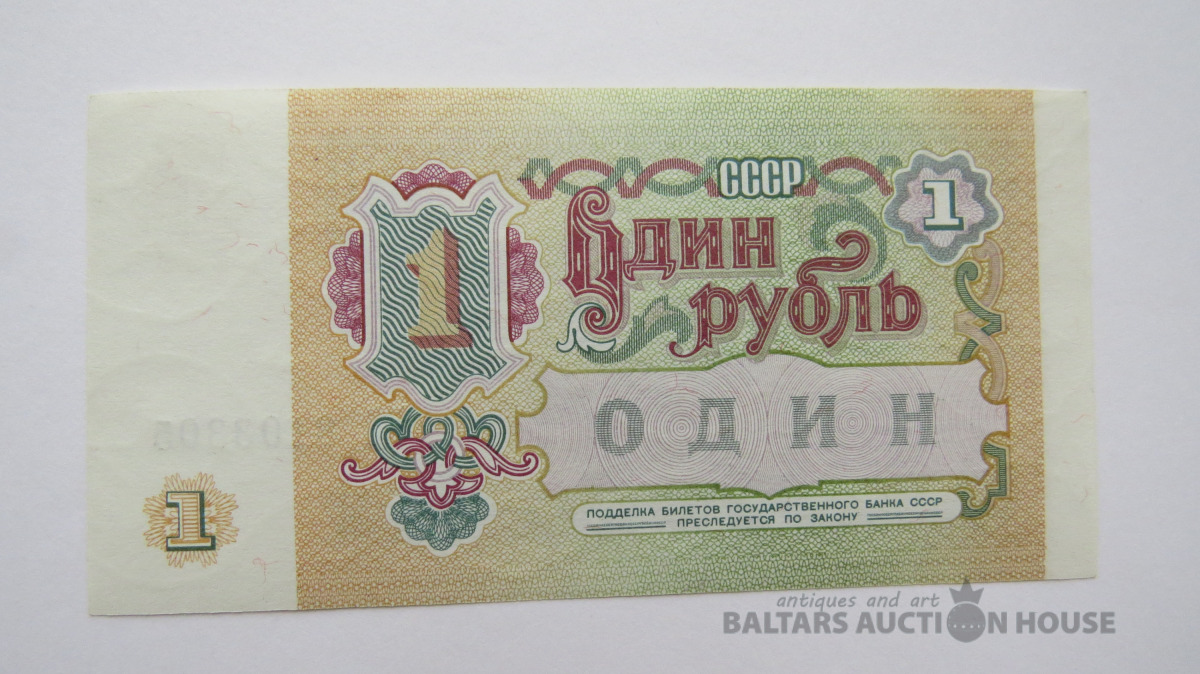 СССР
1
1
Один
рубль
ОДИН
ПОДДЕЛКА БИЛЕТОВ ГОСУДАРСТВЕННОГО БАНКА СССР
ПРЕСЛЕДУЕТСЯ ПО ЗАКОНУ
1
antiques and art
BALTARS AUCTION HOUSE